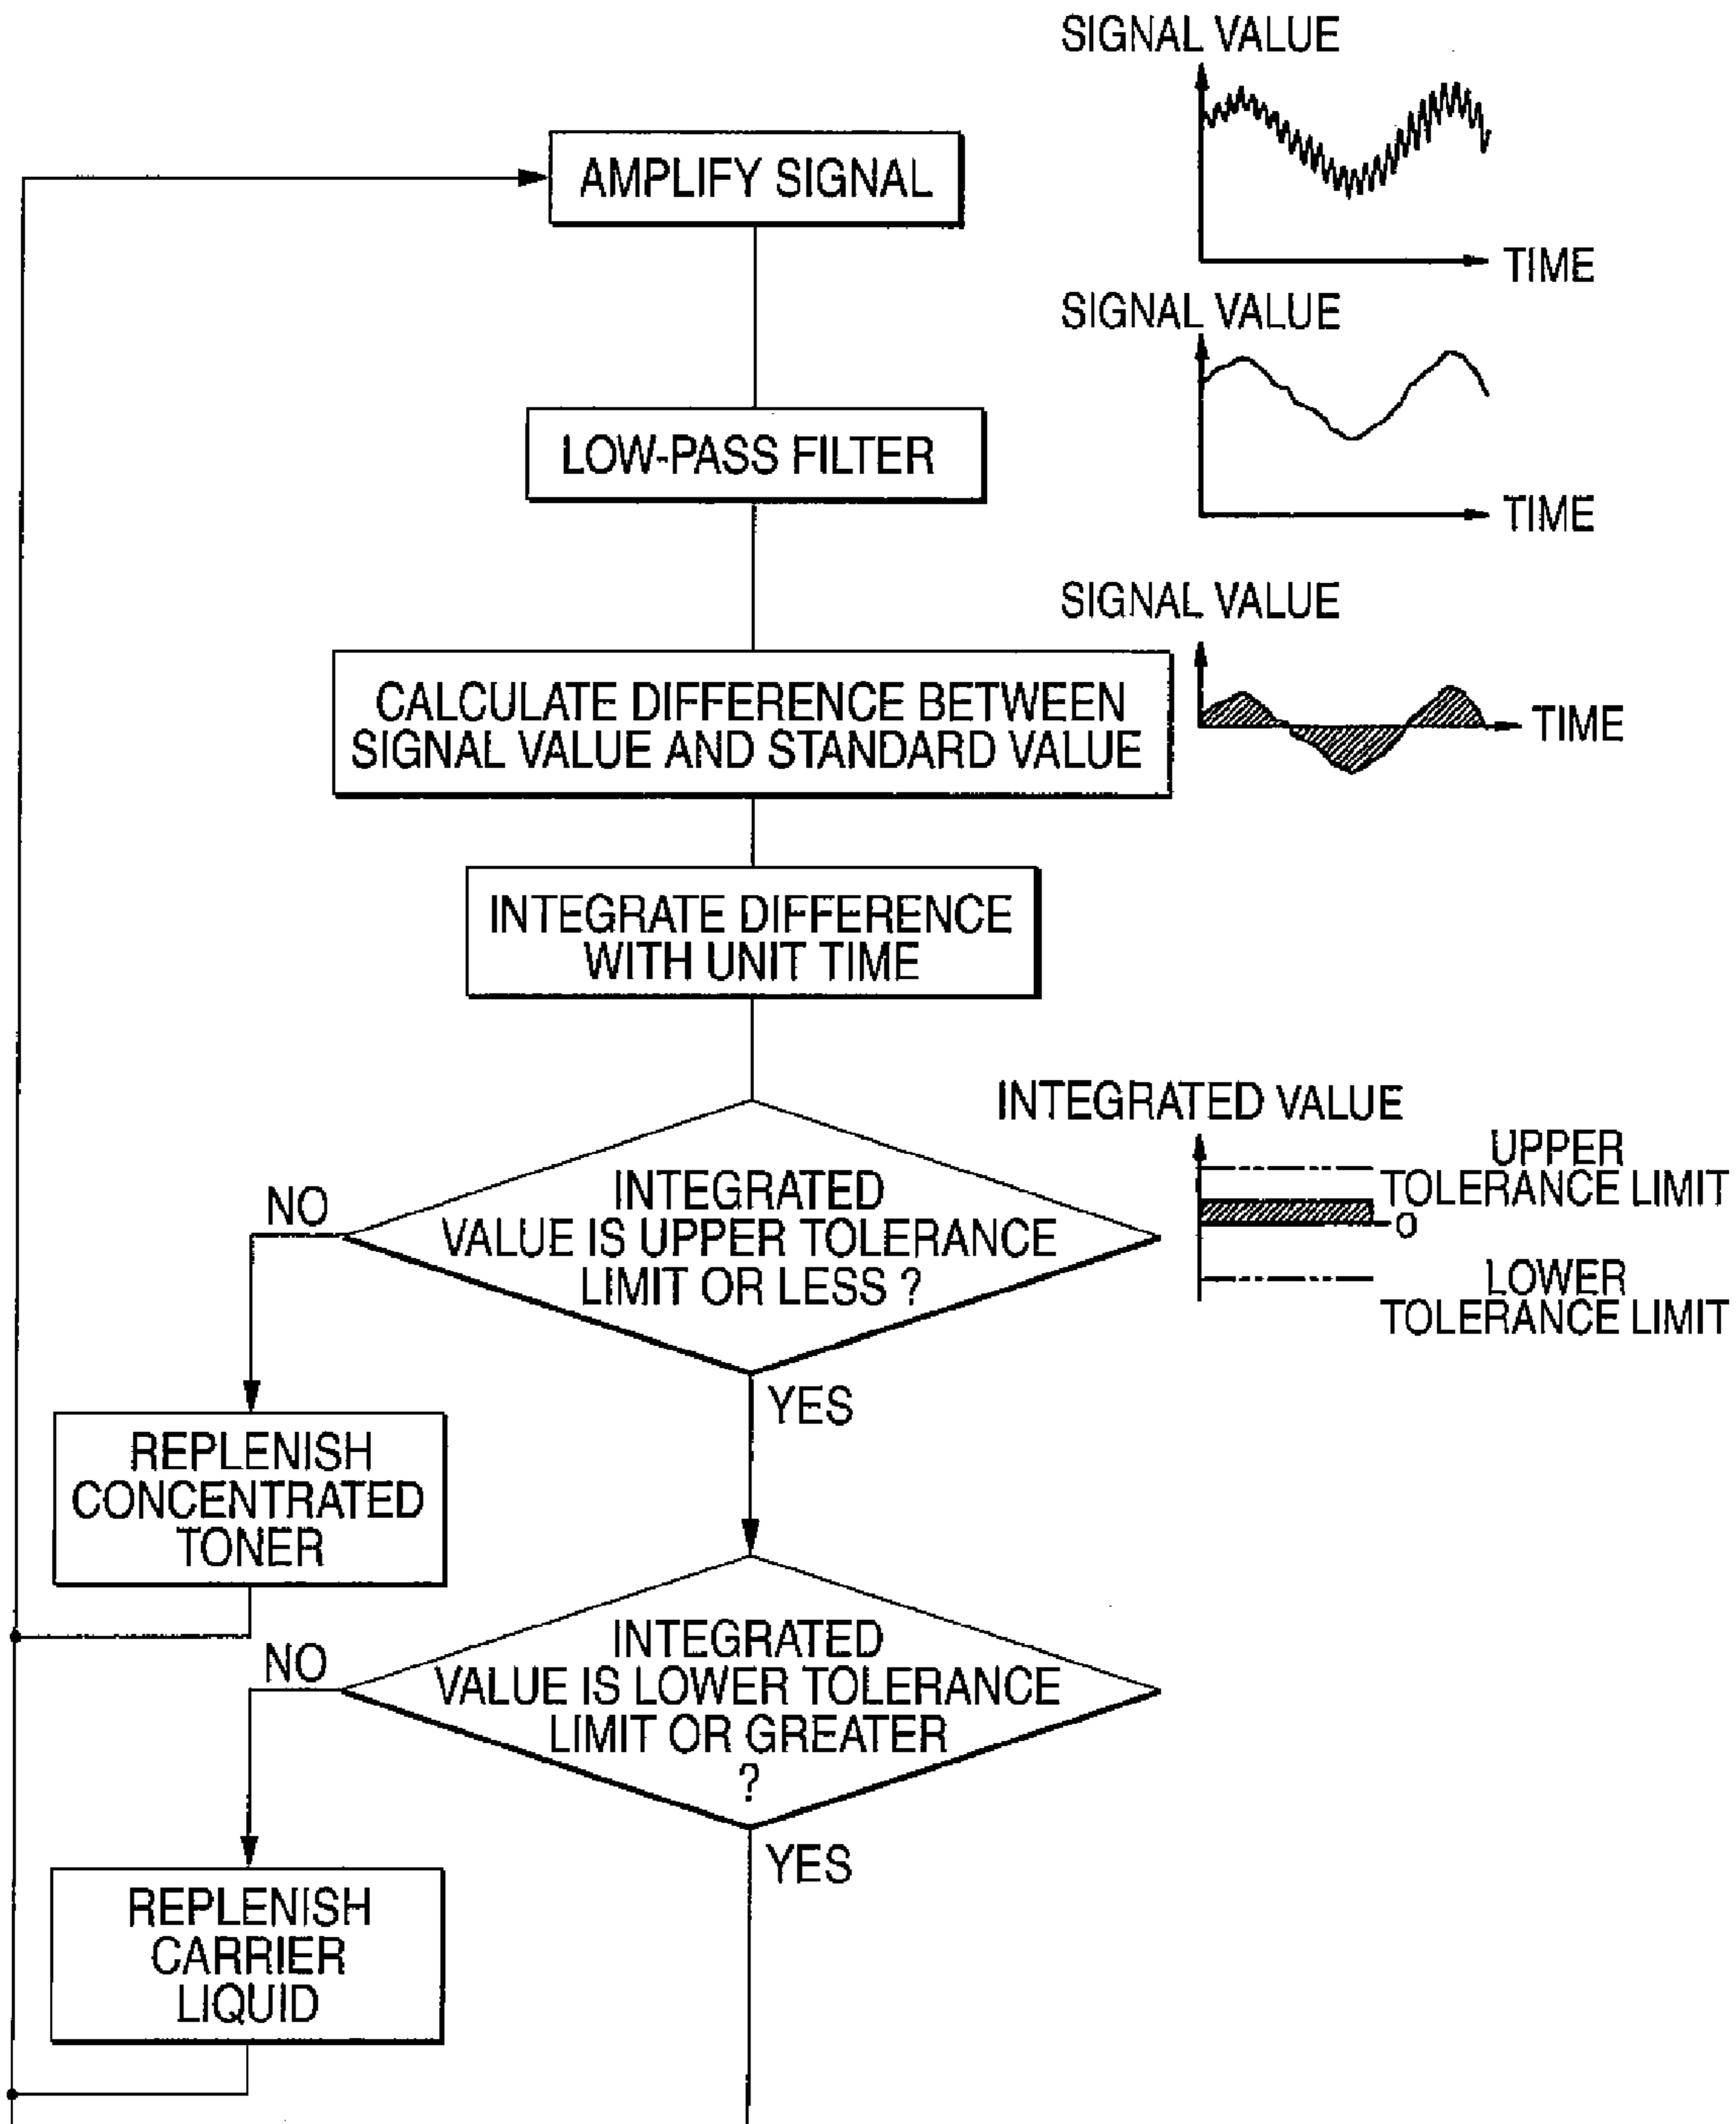 SIGNAL VALUE
AMPLIFY SIGNAL
TIME
SIGNAL VALUE
LOW-PASS FILTER
TIME
SIGNAL VALUE
CALCULATE DIFFERENCE BETWEEN
SIGNAL VALUE AND STANDARD VALUE
TIME
INTEGRATE DIFFERENCE
WITH UNIT TIME
INTEGRATED VALUE
UPPER
TOLERANCE LIMIT
0
LOWER
TOLERANCE LIMIT
INTEGRATED
VALUE IS UPPER TOLERANCE
LIMIT OR LESS ?
NO
YES
REPLENISH
CONCENTRATED
TONER
INTEGRATED
VALUE IS LOWER TOLERANCE
LIMIT OR GREATER
?
NO
YES
REPLENISH
CARRIER
LIQUID